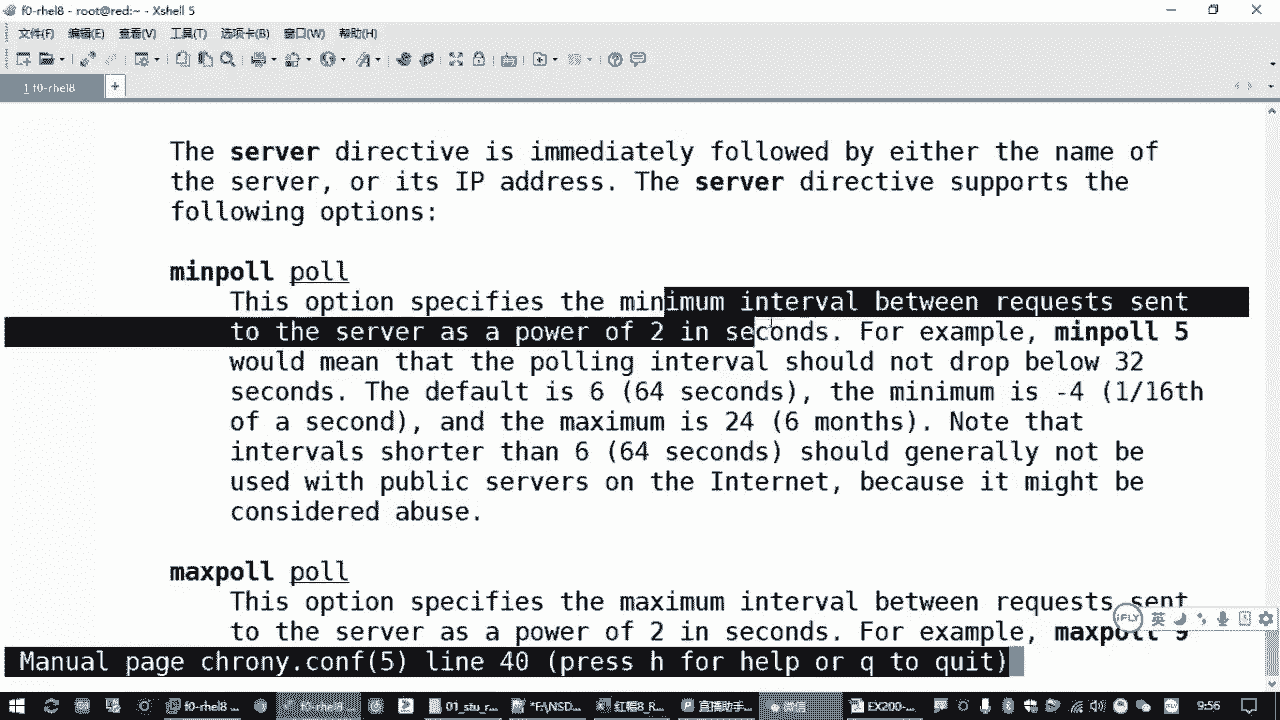 f0-rhel8 - root@red:~ - Xshell 5
文件(F) 编辑(E) 查看(V) 工具(T) 选项卡(B) 窗口(W) 帮助(H)
1 f0-rhel8
The server directive is immediately followed by either the name of
the server, or its IP address. The server directive supports the
following options:
minpoll poll
This option specifies the minimum interval between requests sent
to the server as a power of 2 in seconds. For example, minpoll 5
would mean that the polling interval should not drop below 32
seconds. The default is 6 (64 seconds), the minimum is -4 (1/16th
of a second), and the maximum is 24 (6 months). Note that
intervals shorter than 6 (64 seconds) should generally not be
used with public servers on the Internet, because it might be
considered abuse.
maxpoll poll
This option specifies the maximum interval between requests sent
to the server as a power of 2 in seconds. For example, maxpoll 9
iFLY 英
Manual page chrony.conf(5) line 40 (press h for help or q to quit)
f0-rhel8 ... f0-rhel8 01_stu_r... *F:\NSD... 红帽8_R... 直播助手... 微信 EX200-... 9:56